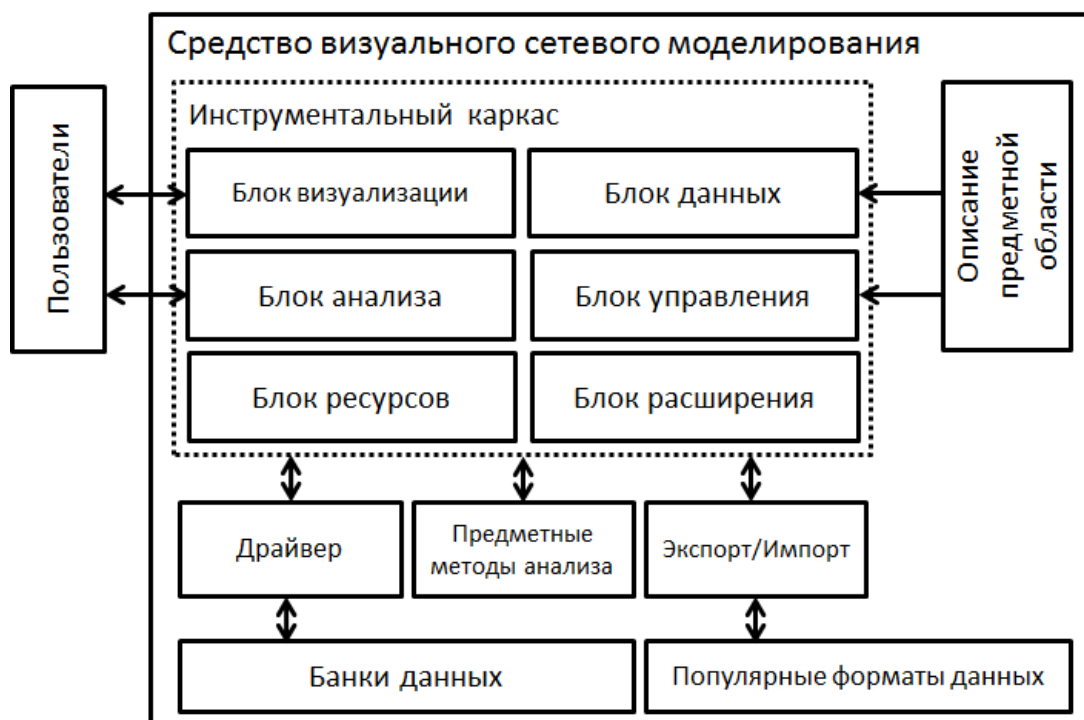 Средство визуального сетевого моделирования
Пользователи
Инструментальный каркас
Блок визуализации
Блок данных
Блок анализа
Блок управления
Блок ресурсов
Блок расширения
Описание
предметной
области
Драйвер
Предметные
методы анализа
Экспорт/Импорт
Банки данных
Популярные форматы данных